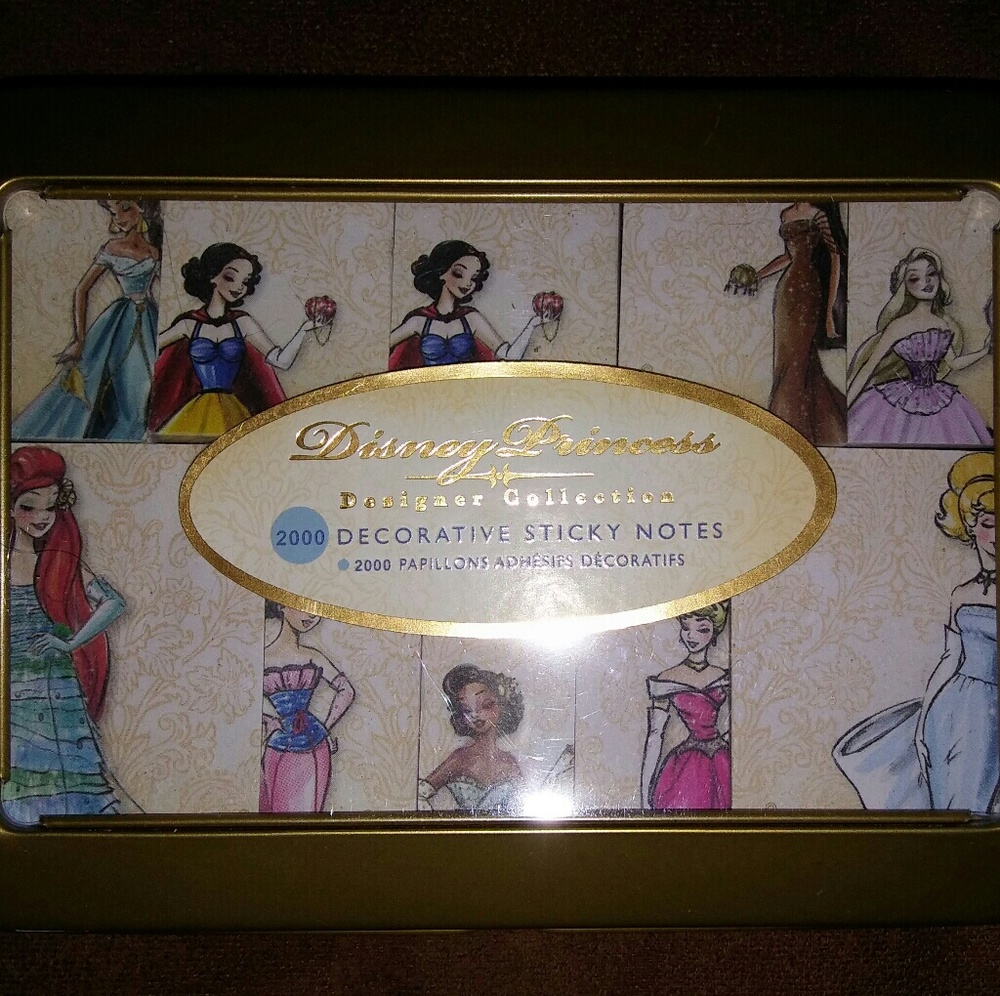 Disney Princess
Designer Collection
2000 DECORATIVE STICKY NOTES
2000 PAPILLONS ADHÉSIFS DÉCORATIFS